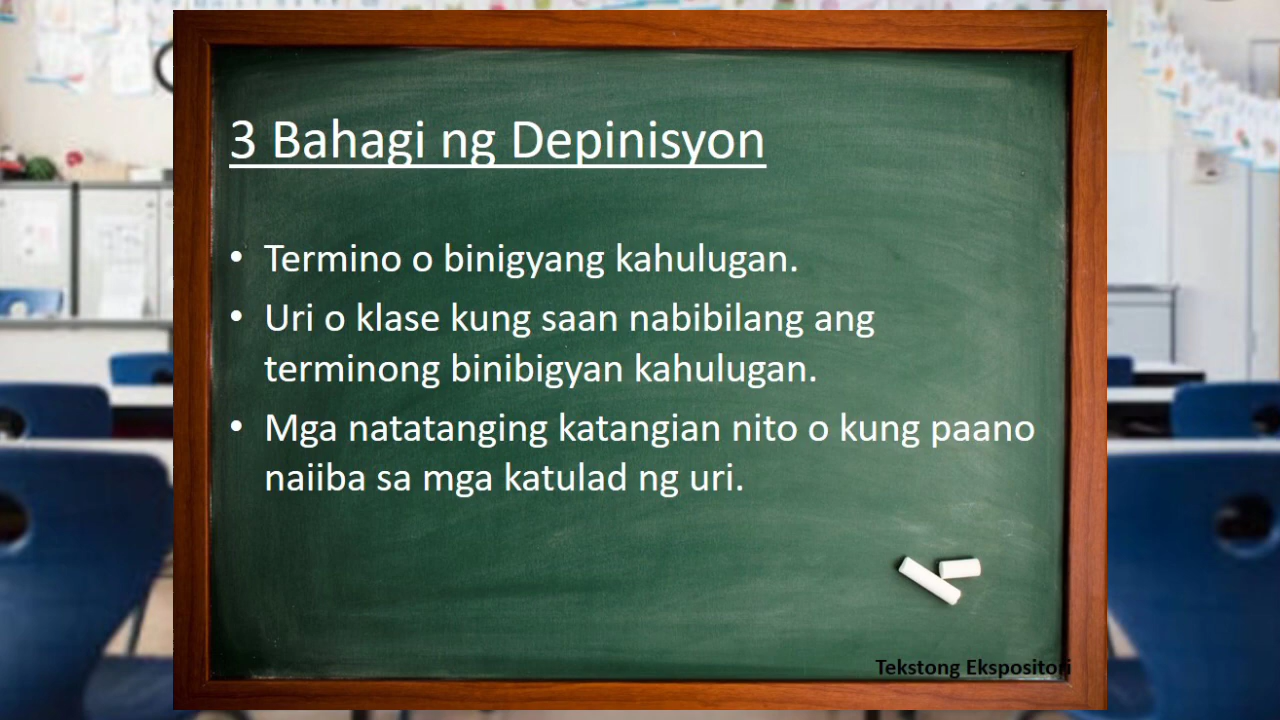 3 Bahagi ng Depinisyon
• Termino o binigyang kahulugan.
• Uri o klase kung saan nabibilang ang
terminong binibigyan kahulugan.
• Mga natatanging katangian nito o kung paano
naiiba sa mga katulad ng uri.
Tekstong Ekspositori